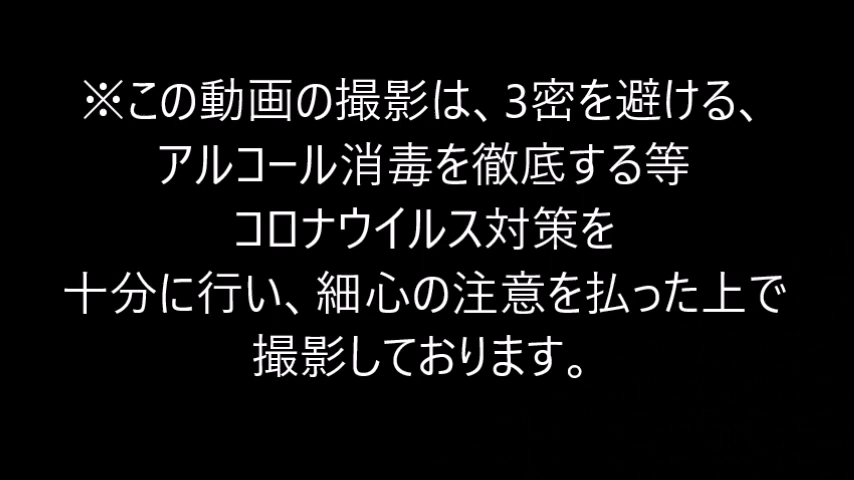 ※この動画の撮影は、3密を避ける、
アルコール消毒を徹底する等
コロナウイルス対策を
十分に行い、細心の注意を払った上で
撮影しております。